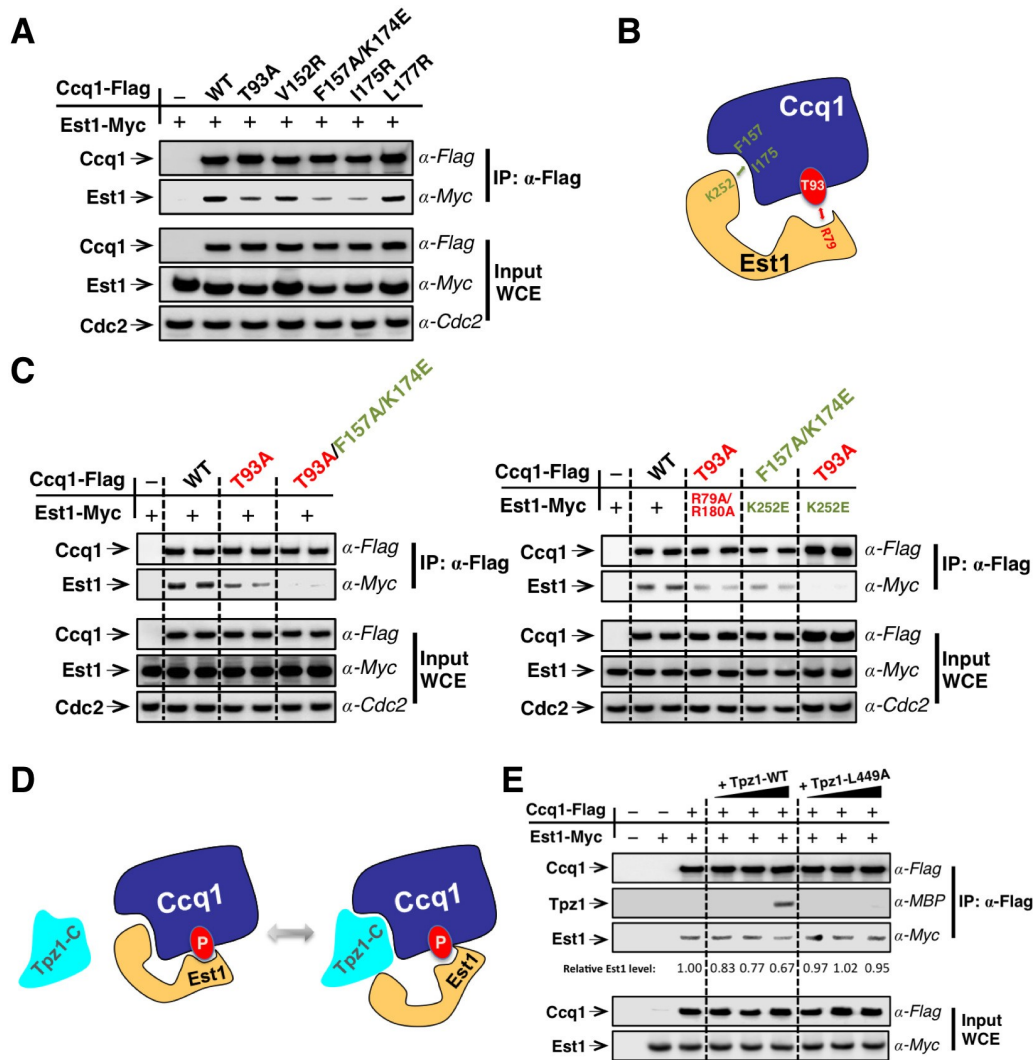 A
Ccq1-Flag – WT T93A V152R F157A/K174E I175R L177R
Est1-Myc + + + + + + +
Ccq1 α-Flag
Est1 α-Myc
IP: α-Flag
Ccq1 α-Flag
Est1 α-Myc
Cdc2 α-Cdc2
Input
WCE
B
Ccq1
F157
I175
K252
T93
R79
Est1
C
Ccq1-Flag – WT T93A T93A/F157A/K174E
Est1-Myc + + + +
Ccq1 α-Flag
Est1 α-Myc
IP: α-Flag
Ccq1 α-Flag
Est1 α-Myc
Cdc2 α-Cdc2
Input
WCE
Ccq1-Flag – WT T93A F157A/K174E T93A
Est1-Myc + + R79A/R180A K252E K252E
Ccq1 α-Flag
Est1 α-Myc
IP: α-Flag
Ccq1 α-Flag
Est1 α-Myc
Cdc2 α-Cdc2
Input
WCE
D
Tpz1-C
Ccq1
P
Est1
Ccq1
Tpz1-C
P
Est1
E
+ Tpz1-WT + Tpz1-L449A
Ccq1-Flag – – + + + + + + +
Est1-Myc – + + + + + + + +
Ccq1 α-Flag
Tpz1 α-MBP
Est1 α-Myc
IP: α-Flag
Relative Est1 level: 1.00 0.83 0.77 0.67 0.97 1.02 0.95
Ccq1 α-Flag
Est1 α-Myc
Input
WCE